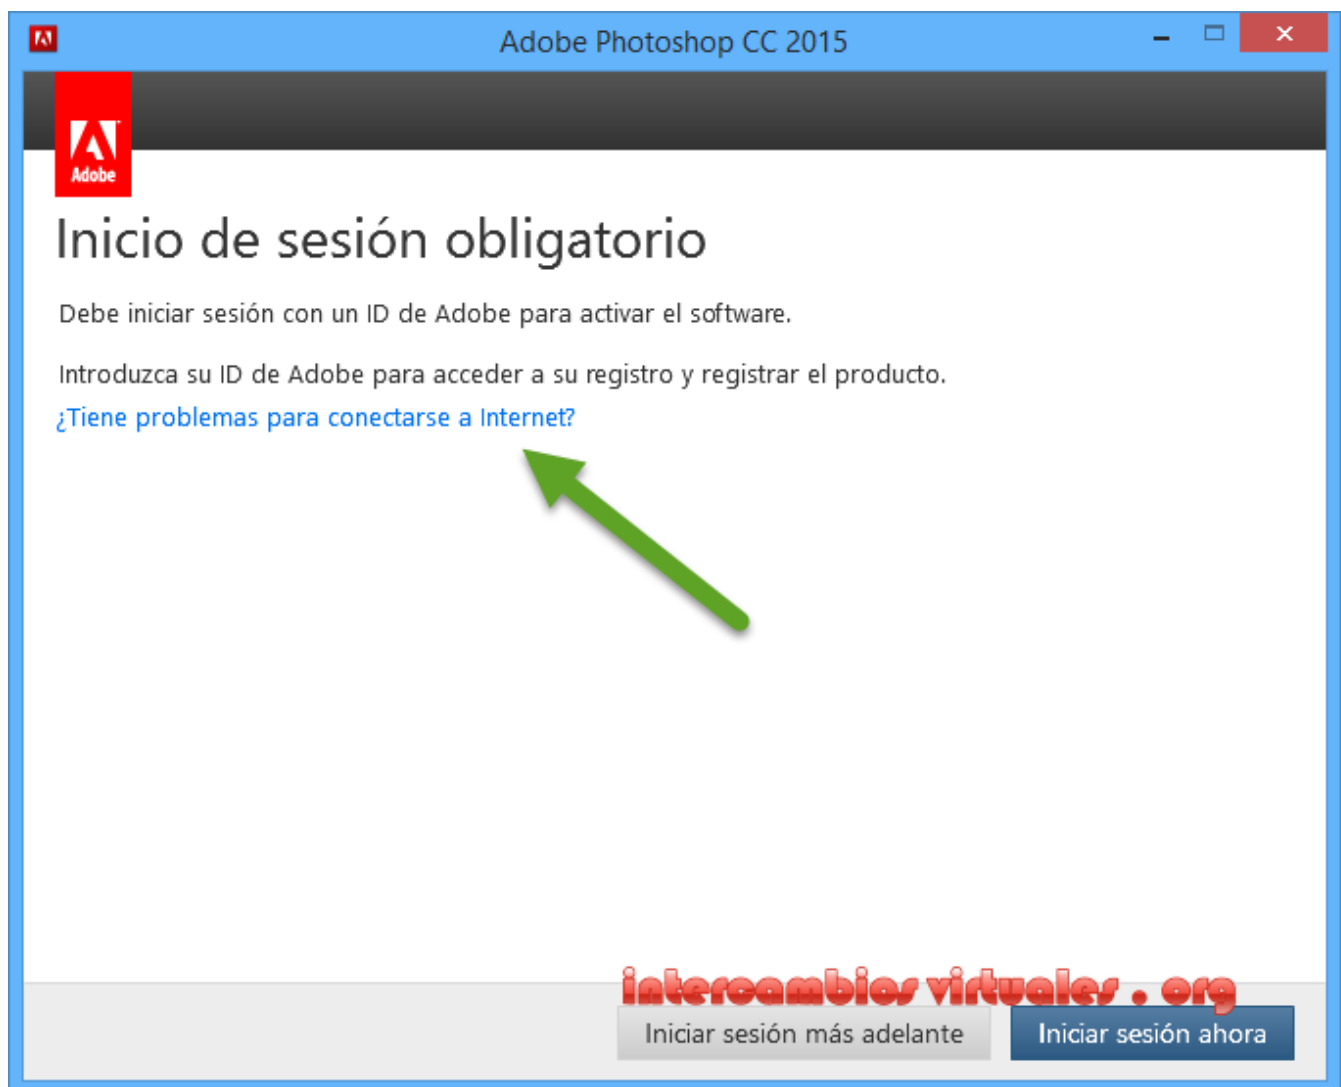 Adobe Photoshop CC 2015
Adobe
Inicio de sesión obligatorio
Debe iniciar sesión con un ID de Adobe para activar el software.
Introduzca su ID de Adobe para acceder a su registro y registrar el producto.
¿Tiene problemas para conectarse a Internet?
intercambios virtuales . org
Iniciar sesión más adelante
Iniciar sesión ahora